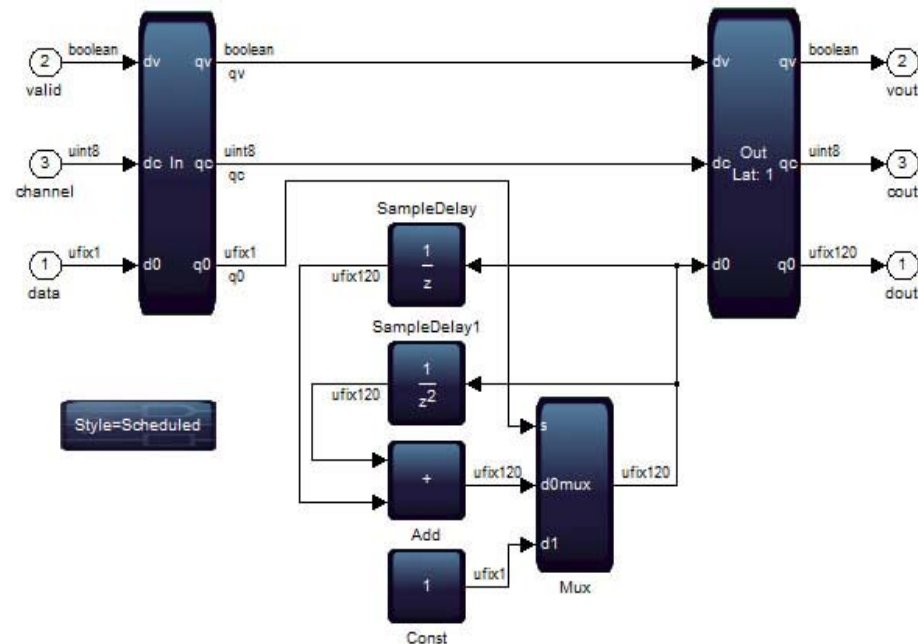 boolean
2
valid
dv
qv
boolean
qv
dv
qv
boolean
2
vout
uint8
3
channel
dc In qc
uint8
qc
dc
Out
Lat: 1
qc
uint8
3
cout
ufix1
1
data
d0
q0
ufix1
q0
SampleDelay
1
z
ufix120
d0
q0
ufix120
1
dout
SampleDelay1
1
z2
ufix120
Style=Scheduled
+
Add
ufix120
s
d0mux
d1
ufix120
Mux
1
Const
ufix1